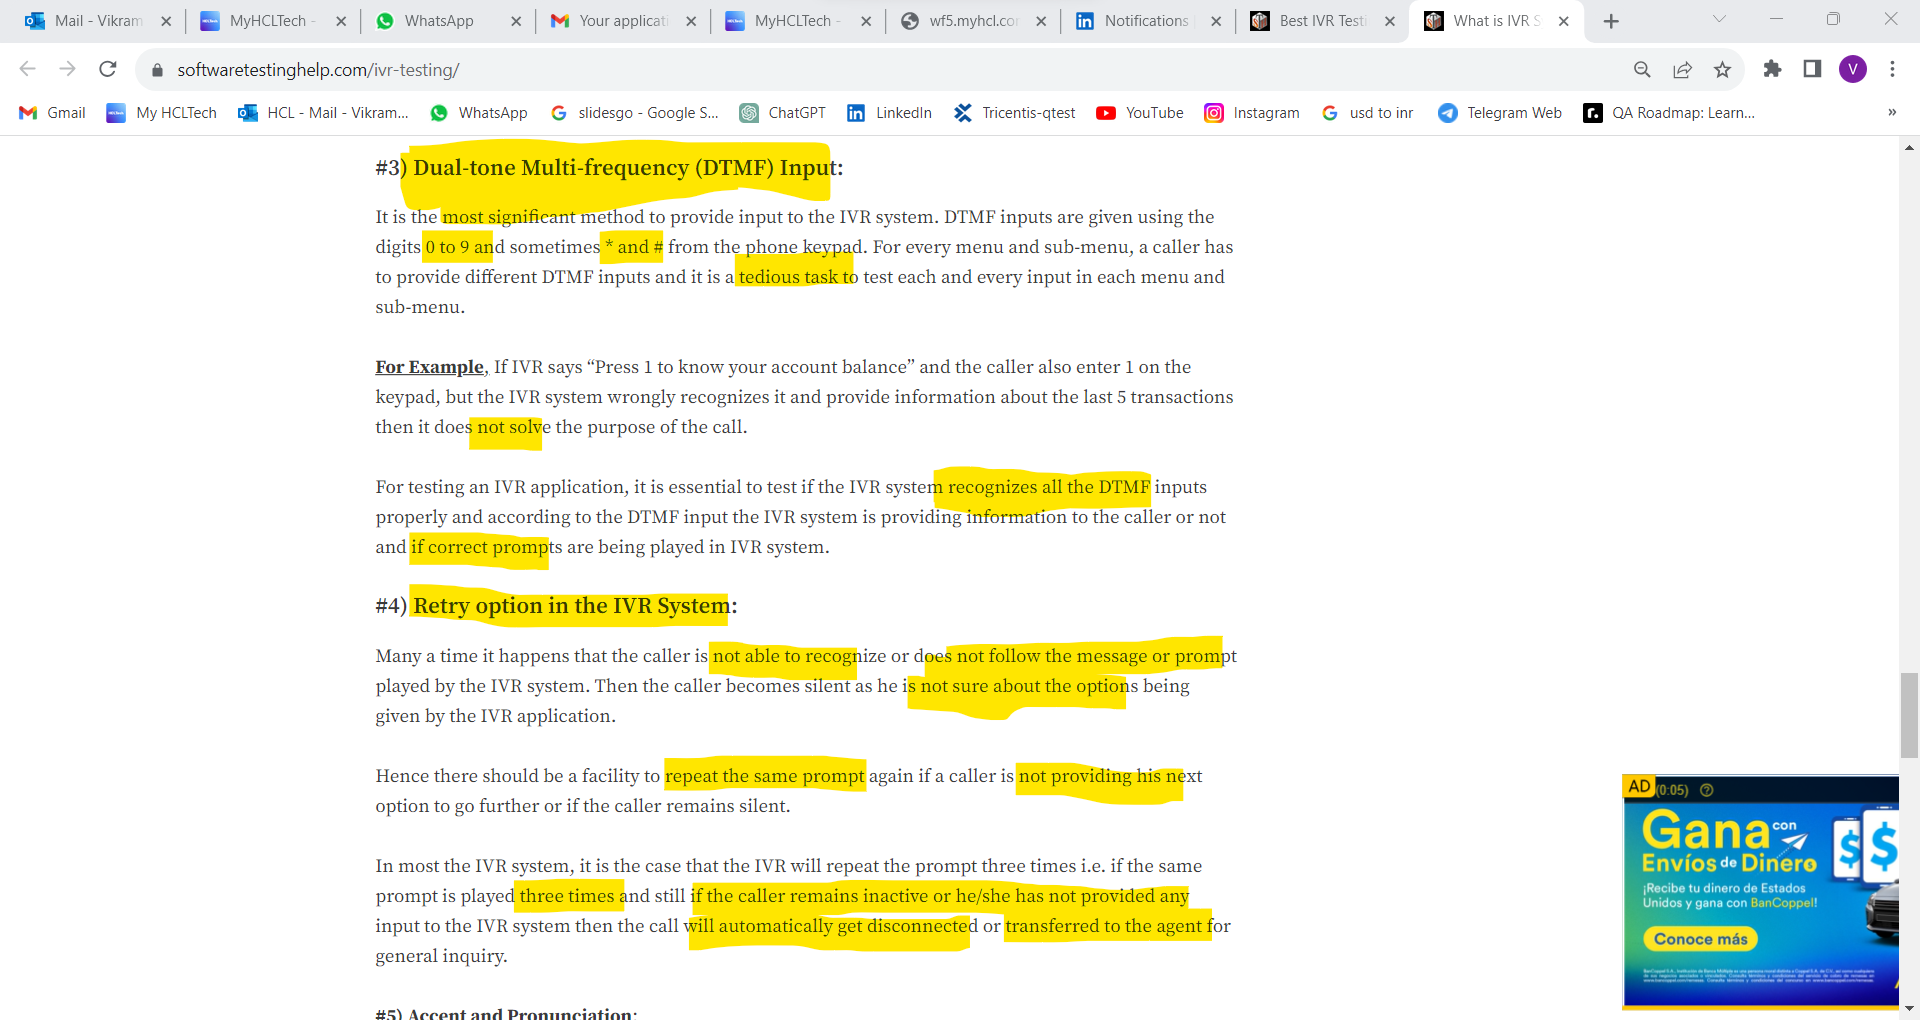 Mail - Vikram
MyHCLTech -
WhatsApp
Your applicati
MyHCLTech -
wf5.myhcl.co
Notifications
Best IVR Testi
What is IVR S
softwaretestinghelp.com/ivr-testing/
V
Gmail
My HCLTech
HCL - Mail - Vikram...
WhatsApp
slidesgo - Google S...
ChatGPT
LinkedIn
Tricentis-qtest
YouTube
Instagram
usd to inr
Telegram Web
QA Roadmap: Learn...
»
#3) Dual-tone Multi-frequency (DTMF) Input:
It is the most significant method to provide input to the IVR system. DTMF inputs are given using the
digits 0 to 9 and sometimes * and # from the phone keypad. For every menu and sub-menu, a caller has
to provide different DTMF inputs and it is a tedious task to test each and every input in each menu and
sub-menu.
For Example, If IVR says “Press 1 to know your account balance” and the caller also enter 1 on the
keypad, but the IVR system wrongly recognizes it and provide information about the last 5 transactions
then it does not solve the purpose of the call.
For testing an IVR application, it is essential to test if the IVR system recognizes all the DTMF inputs
properly and according to the DTMF input the IVR system is providing information to the caller or not
and if correct prompts are being played in IVR system.
#4) Retry option in the IVR System:
Many a time it happens that the caller is not able to recognize or does not follow the message or prompt
played by the IVR system. Then the caller becomes silent as he is not sure about the options being
given by the IVR application.
Hence there should be a facility to repeat the same prompt again if a caller is not providing his next
option to go further or if the caller remains silent.
In most the IVR system, it is the case that the IVR will repeat the prompt three times i.e. if the same
prompt is played three times and still if the caller remains inactive or he/she has not provided any
input to the IVR system then the call will automatically get disconnected or transferred to the agent for
general inquiry.
#5) Accent and Pronunciation:
AD (0:05)
Gana con
Envíos de Dinero
¡Recibe tu dinero de Estados
Unidos y gana con BanCoppel!
Conoce más